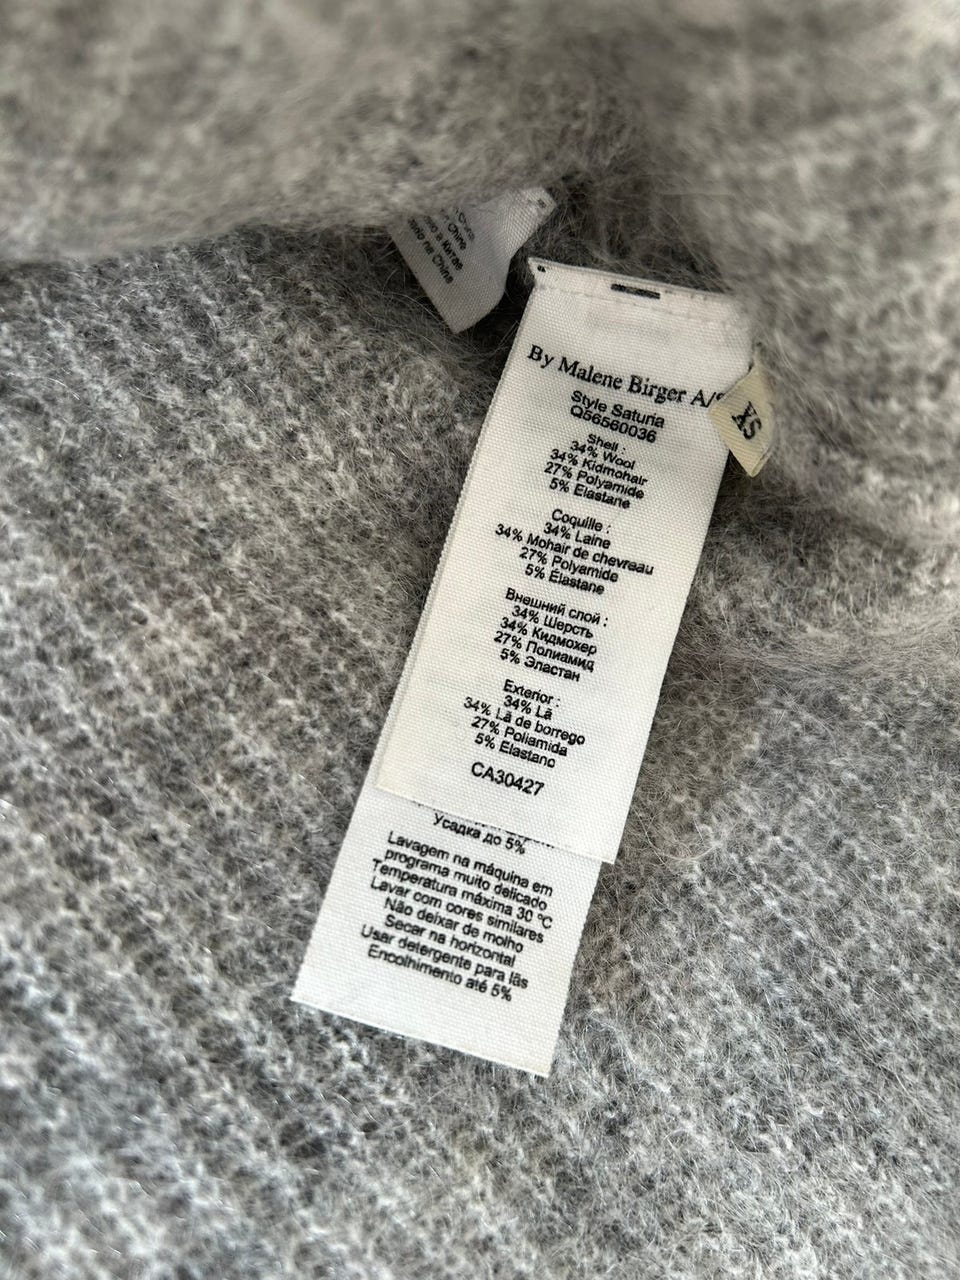 Chine
на China
By Malene Birger A/S
XS
Style Saturia
Q56560036
Shell :
34% Wool
34% Kidmohair
27% Polyamide
5% Elastane
Coquille :
34% Laine
34% Mohair de chevreau
27% Polyamide
5% Élastane
Внешний слой :
34% Шерсть
34% Кидмохер
27% Полиамид
5% Эластан
Exterior :
34% Lã
34% Lã de borrego
27% Poliamida
5% Elastano
CA30427
Усадка до 5%
Lavagem na máquina em
programa muito delicado
Temperatura máxima 30 °C
Lavar com cores similares
Não deixar de molho
Secar na horizontal
Usar detergente para lãs
Encolhimento até 5%